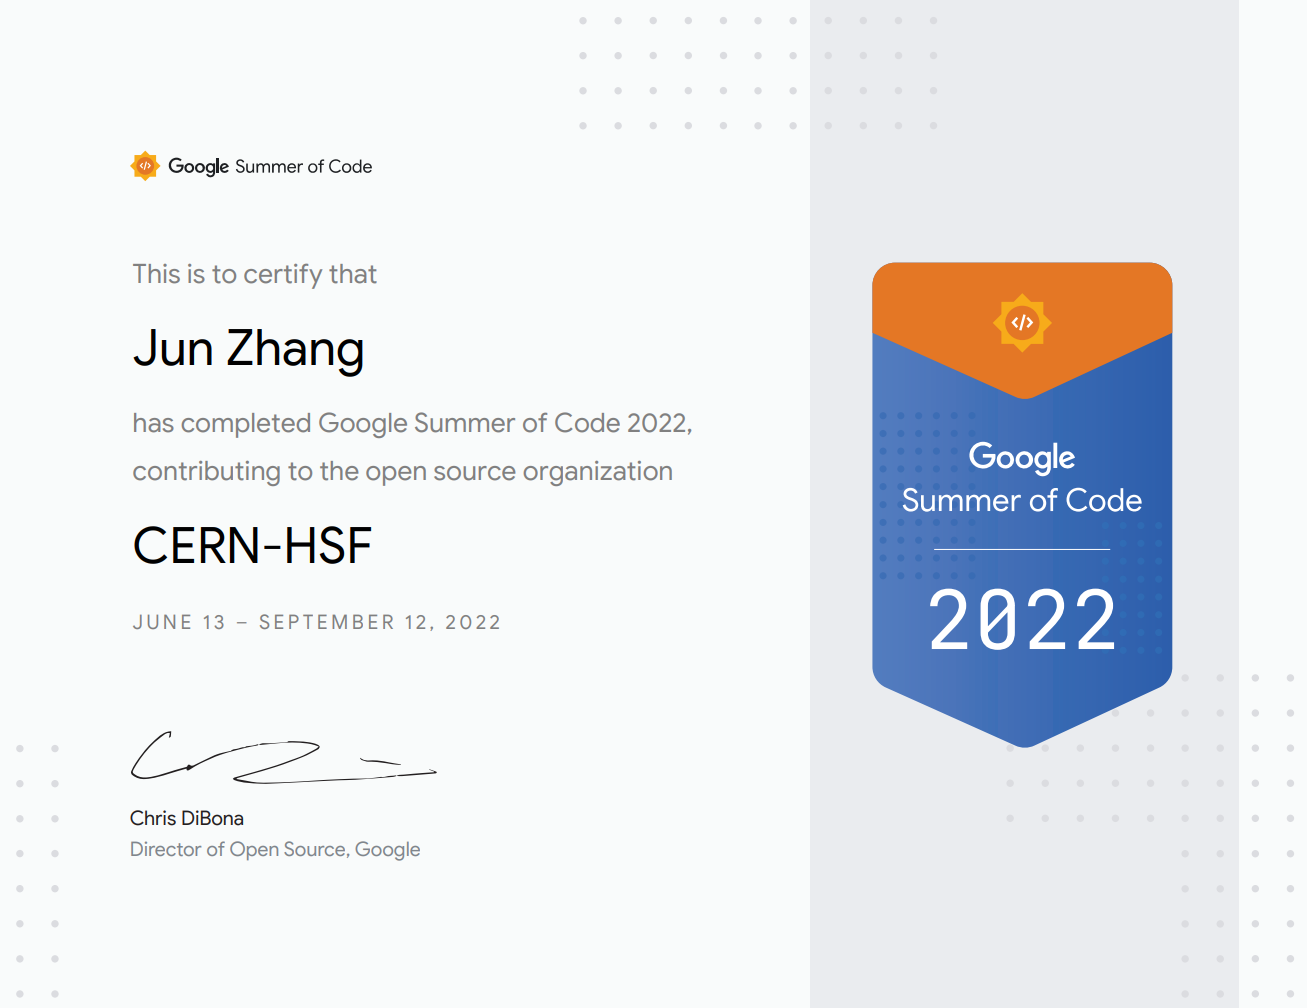 Google Summer of Code
This is to certify that
Jun Zhang
has completed Google Summer of Code 2022,
contributing to the open source organization
CERN-HSF
JUNE 13 – SEPTEMBER 12, 2022
Chris DiBona
Director of Open Source, Google
</>
Google
Summer of Code
2022